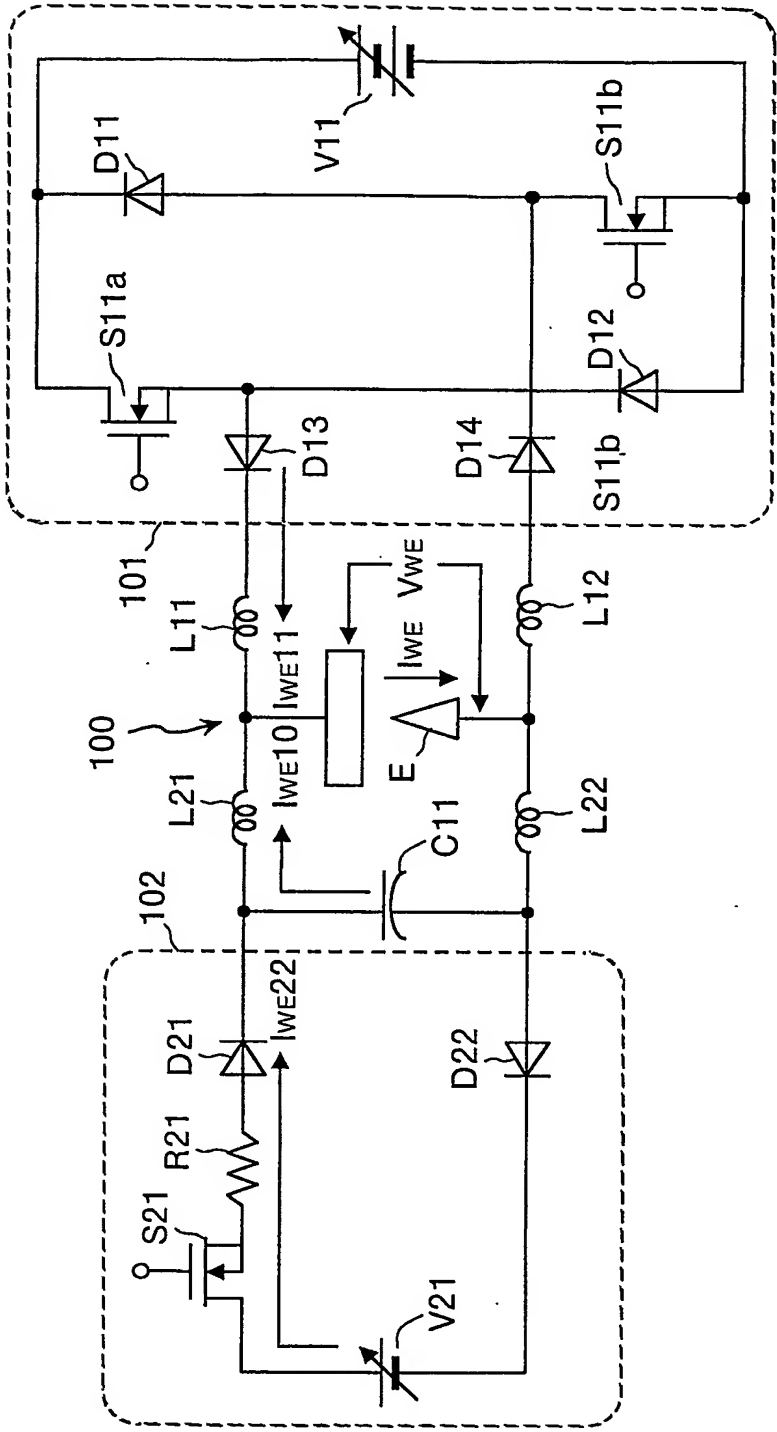 100
101
102
S21
R21
D21
IWE22
V21
D22
C11
IWE10
L21
L22
E
IWE
VWE
IWE11
L11
L12
D13
D14
S11b
S11a
D12
D11
V11
S11b